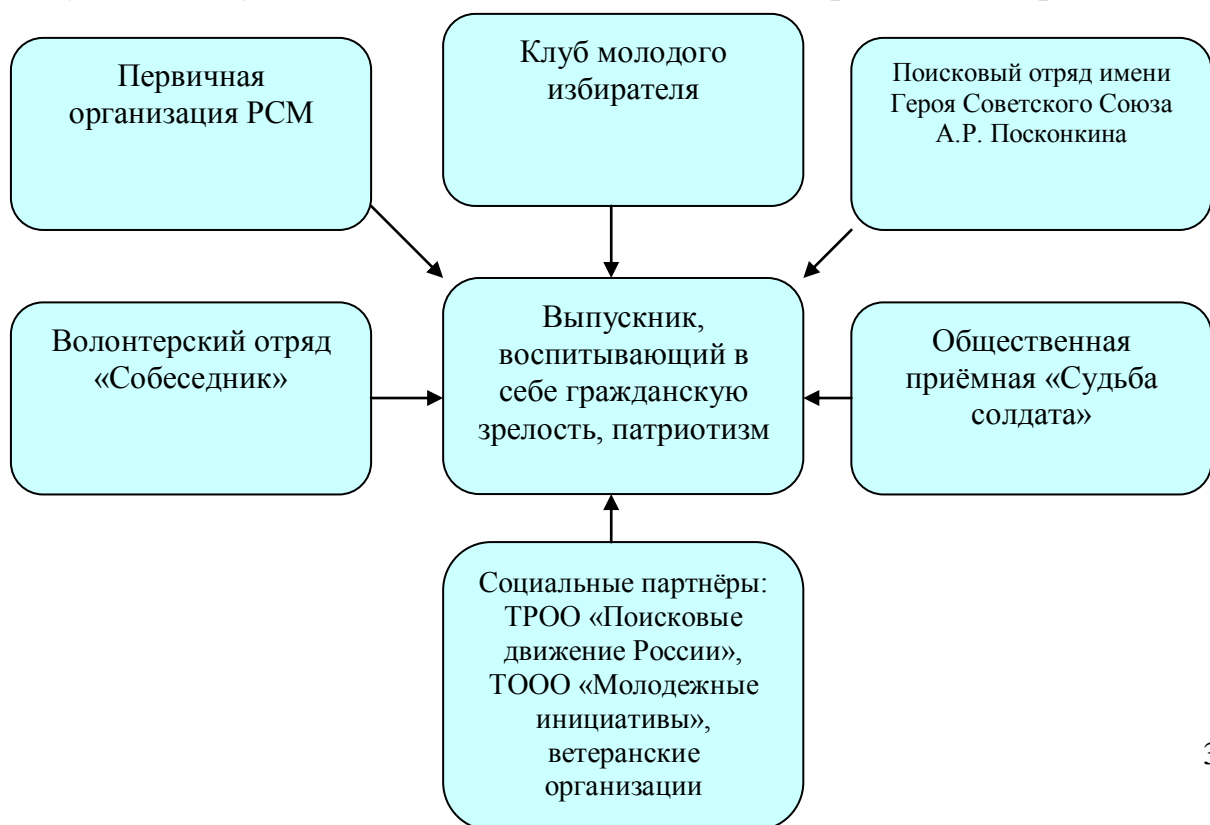 Первичная
организация РСМ
Клуб молодого
избирателя
Поисковый отряд имени
Героя Советского Союза
А.Р. Посконкина
Волонтерский отряд
«Собеседник»
Выпускник,
воспитывающий в
себе гражданскую
зрелость, патриотизм
Общественная
приёмная «Судьба
солдата»
Социальные партнёры:
ТРОО «Поисковые
движение России»,
ТООО «Молодежные
инициативы»,
ветеранские
организации